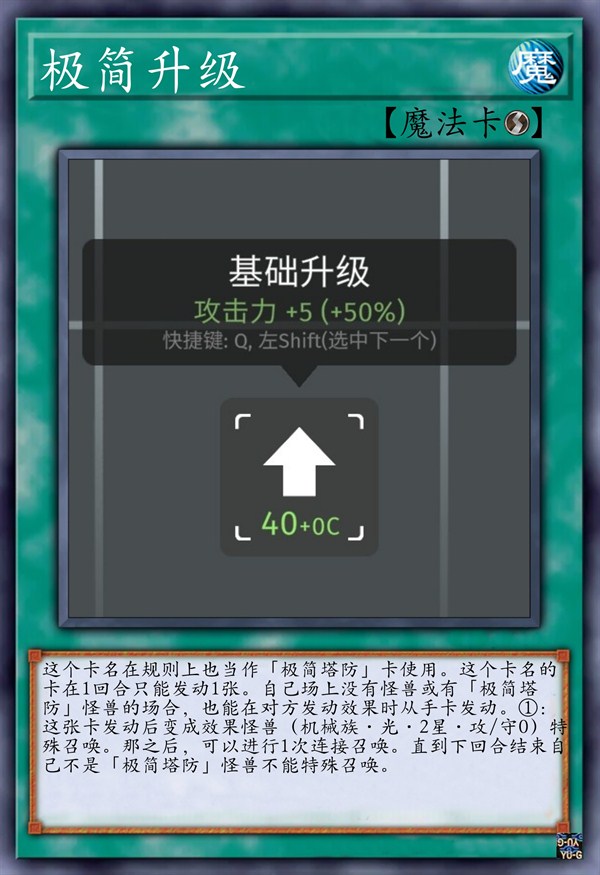 极简升级
魔
【魔法卡】
基础升级
攻击力 +5 (+50%)
快捷键: Q, 左Shift(选中下一个)
40+0C
这个卡名在规则上也当作「极简塔防」卡使用。这个卡名的
卡在1回合只能发动1张。自己场上没有怪兽或有「极简塔
防」怪兽的场合，也能在对方发动效果时从手卡发动。①：
这张卡发动后变成效果怪兽（机械族·光·2星·攻/守0）特
殊召唤。那之后，可以进行1次连接召唤。直到下回合结束自
己不是「极简塔防」怪兽不能特殊召唤。
YU-G